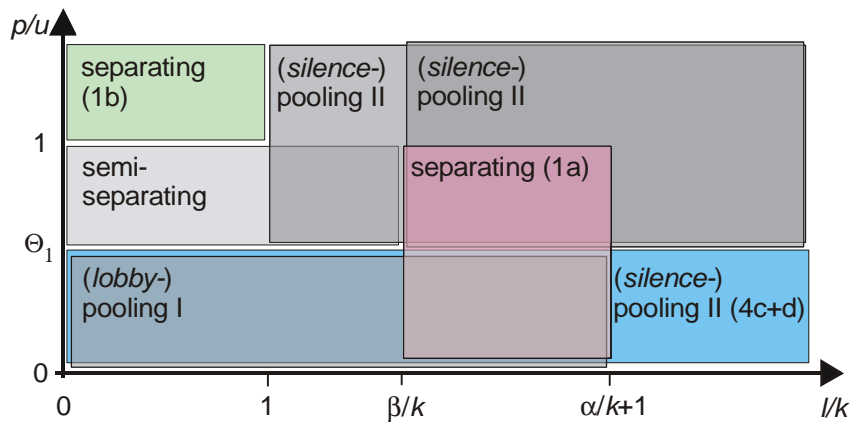 p/u
separating
(1b)
(silence-)
pooling II
(silence-)
pooling II
1
semi-
separating
separating (1a)
Θ₁
(lobby-)
pooling I
(silence-)
pooling II (4c+d)
0
0
1
β/k
α/k+1
l/k